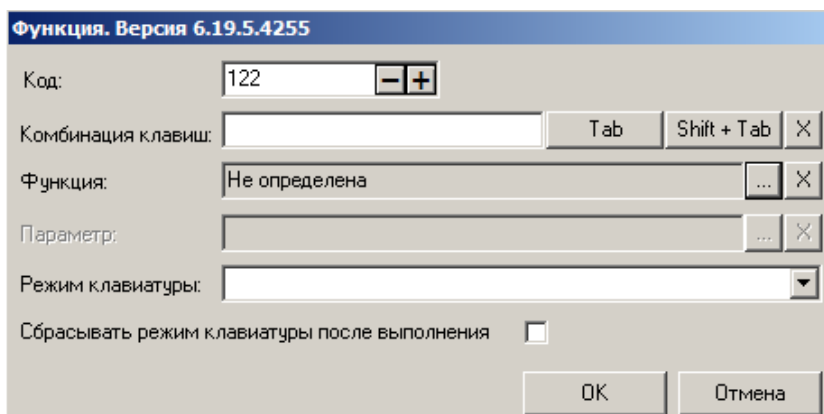 Функция. Версия 6.19.5.4255
Код: 122 − +
Комбинация клавиш: Tab Shift + Tab X
Функция: Не определена ... X
Параметр: ... X
Режим клавиатуры:
Сбрасывать режим клавиатуры после выполнения
OK Отмена